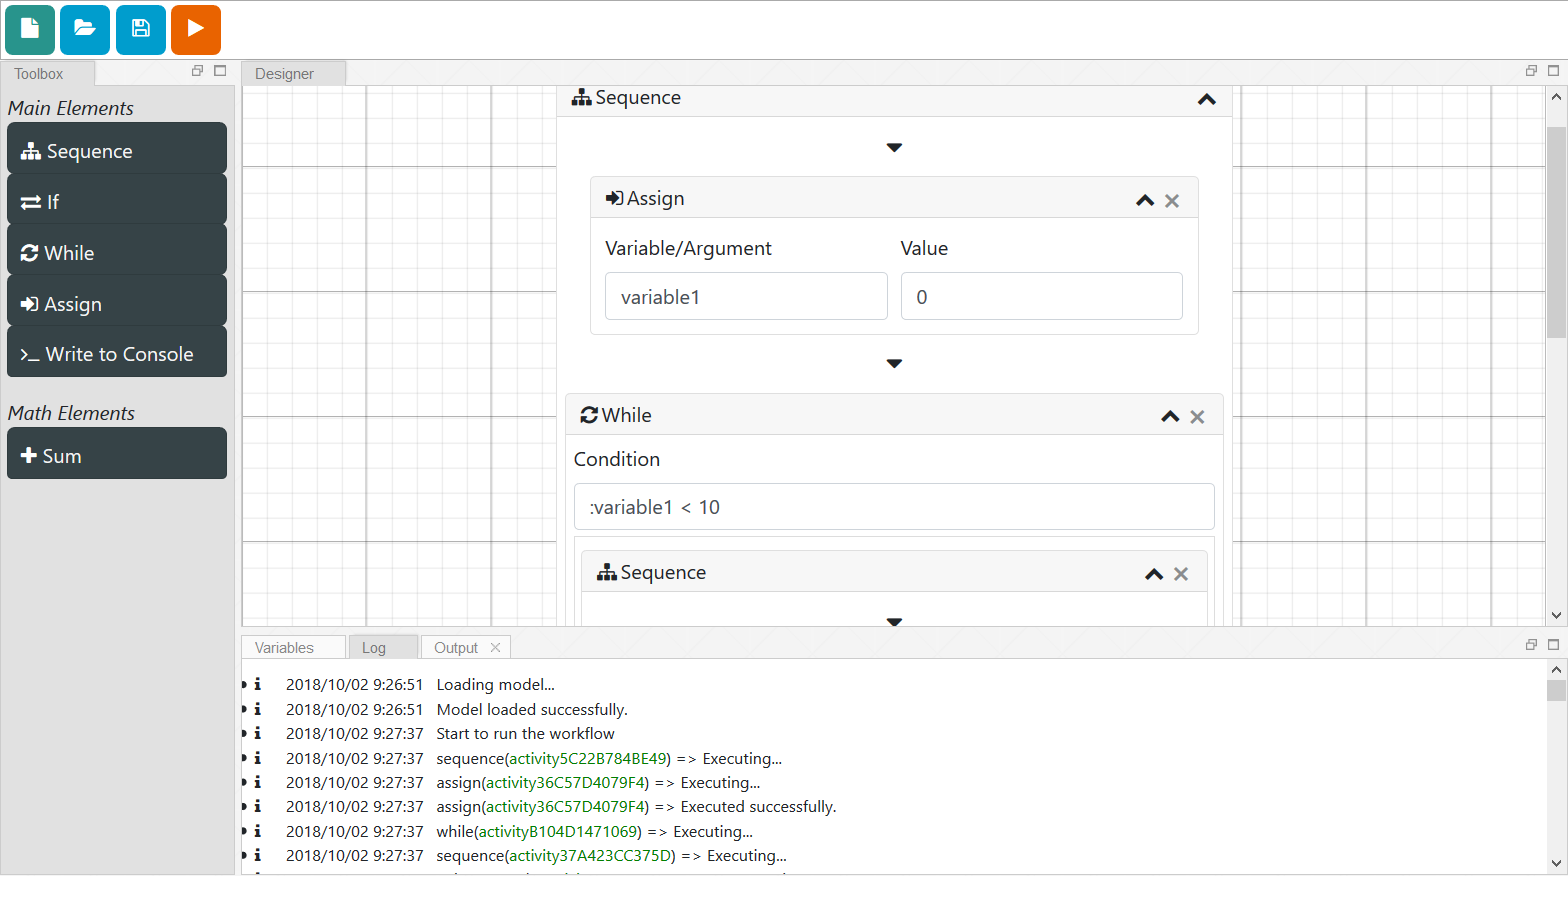 Toolbox
Main Elements
Sequence
If
While
Assign
Write to Console
Math Elements
Sum
Designer
Sequence
Assign
Variable/Argument Value
variable1 0
While
Condition
:variable1 < 10
Sequence
Variables Log Output
2018/10/02 9:26:51 Loading model...
2018/10/02 9:26:51 Model loaded successfully.
2018/10/02 9:27:37 Start to run the workflow
2018/10/02 9:27:37 sequence(activity5C22B784BE49) => Executing...
2018/10/02 9:27:37 assign(activity36C57D4079F4) => Executing...
2018/10/02 9:27:37 assign(activity36C57D4079F4) => Executed successfully.
2018/10/02 9:27:37 while(activityB104D1471069) => Executing...
2018/10/02 9:27:37 sequence(activity37A423CC375D) => Executing...